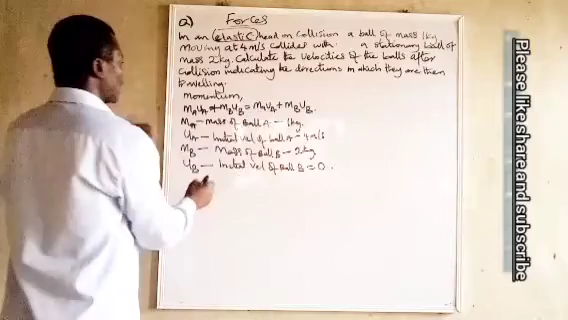 a) Forces
In an elastic head on Collision a ball of mass 1kg
moving at 4m/s collides with a stationary ball of
mass 2kg. Calculate the velocities of the balls after
Collision indicating the directions in which they are then
travelling.
momentum,
mAuA + mBuB = mAvA + mBvB.
mA – mass of Ball A – 1kg.
uA – Initial vel of ball A – 4m/s
mB – Mass of Ball B – 2kg
uB – Initial vel of Ball B = 0.
Please like share and subscribe